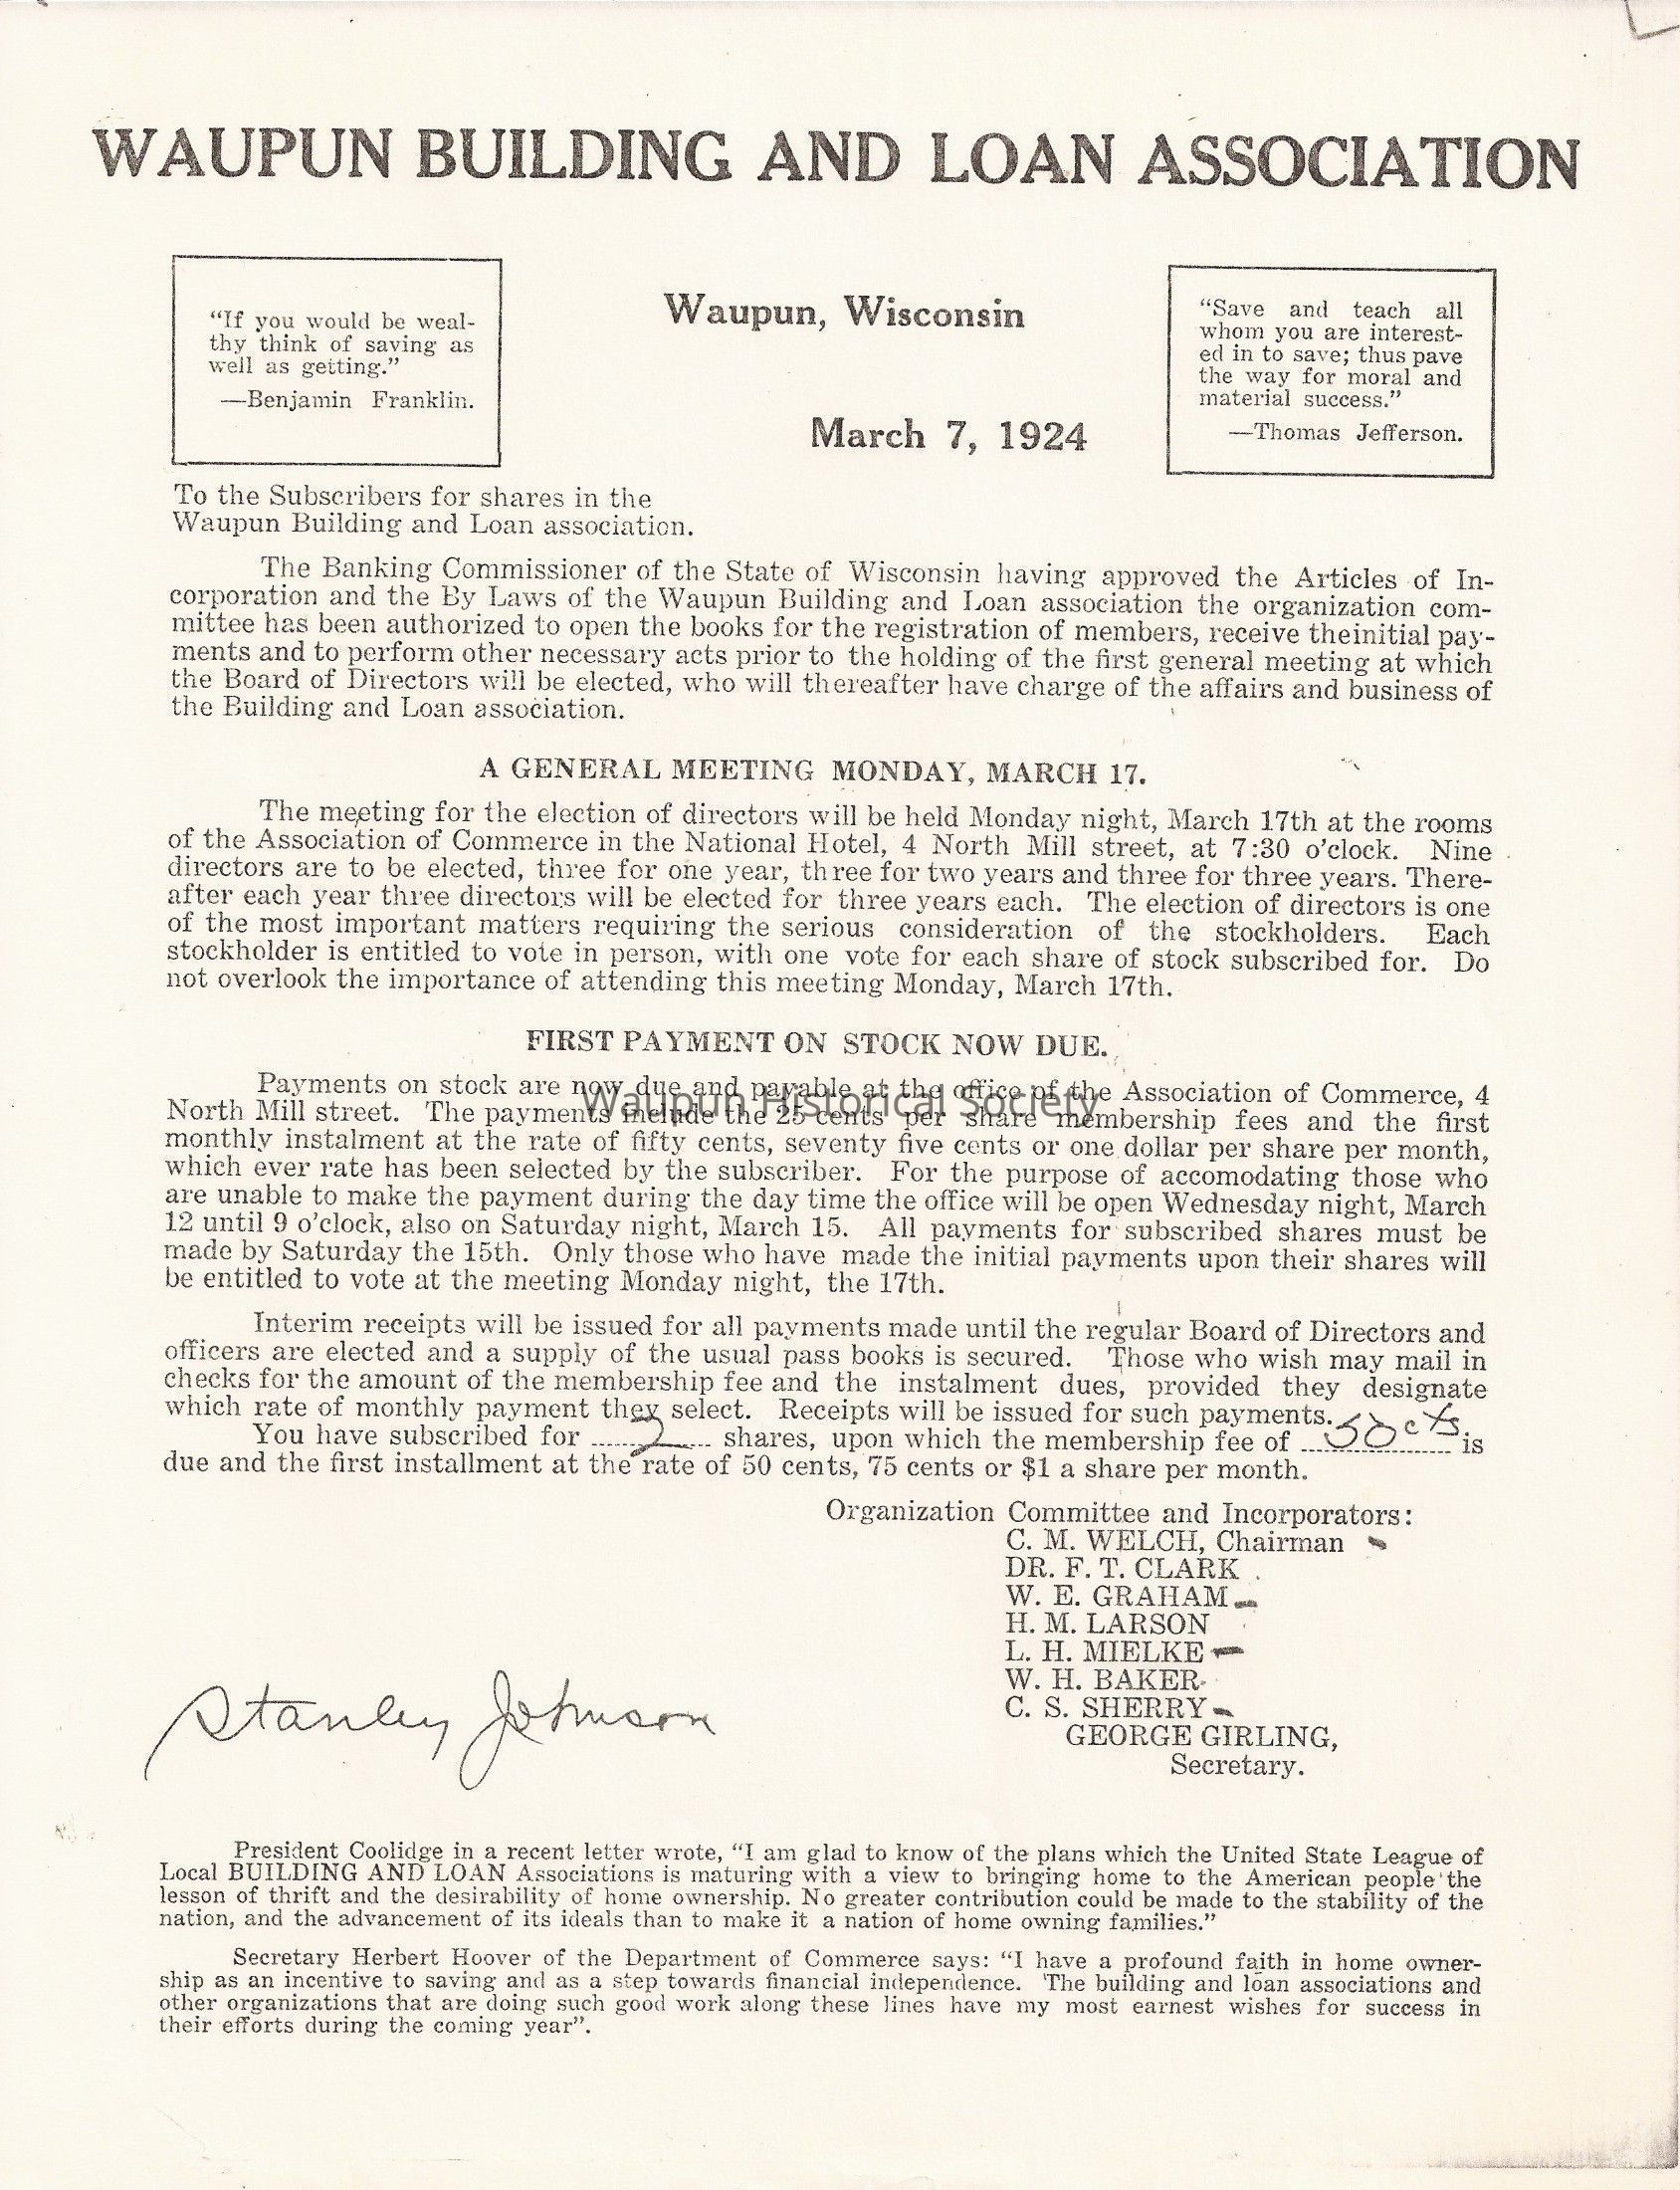 WAUPUN BUILDING AND LOAN ASSOCIATION
"If you would be weal-
thy think of saving as
well as getting."
—Benjamin Franklin.
Waupun, Wisconsin
March 7, 1924
"Save and teach all
whom you are interest-
ed in to save; thus pave
the way for moral and
material success."
—Thomas Jefferson.
To the Subscribers for shares in the
Waupun Building and Loan association.
The Banking Commissioner of the State of Wisconsin having approved the Articles of In-
corporation and the By Laws of the Waupun Building and Loan association the organization com-
mittee has been authorized to open the books for the registration of members, receive theinitial pay-
ments and to perform other necessary acts prior to the holding of the first general meeting at which
the Board of Directors will be elected, who will thereafter have charge of the affairs and business of
the Building and Loan association.
A GENERAL MEETING MONDAY, MARCH 17.
The meeting for the election of directors will be held Monday night, March 17th at the rooms
of the Association of Commerce in the National Hotel, 4 North Mill street, at 7:30 o'clock. Nine
directors are to be elected, three for one year, three for two years and three for three years. There-
after each year three directors will be elected for three years each. The election of directors is one
of the most important matters requiring the serious consideration of the stockholders. Each
stockholder is entitled to vote in person, with one vote for each share of stock subscribed for. Do
not overlook the importance of attending this meeting Monday, March 17th.
FIRST PAYMENT ON STOCK NOW DUE.
Payments on stock are now due and payable at the office of the Association of Commerce, 4
Waupun Historical Society
North Mill street. The payments include the 25 cents per share membership fees and the first
monthly instalment at the rate of fifty cents, seventy five cents or one dollar per share per month,
which ever rate has been selected by the subscriber. For the purpose of accomodating those who
are unable to make the payment during the day time the office will be open Wednesday night, March
12 until 9 o'clock, also on Saturday night, March 15. All payments for subscribed shares must be
made by Saturday the 15th. Only those who have made the initial payments upon their shares will
be entitled to vote at the meeting Monday night, the 17th.
Interim receipts will be issued for all payments made until the regular Board of Directors and
officers are elected and a supply of the usual pass books is secured. Those who wish may mail in
checks for the amount of the membership fee and the instalment dues, provided they designate
which rate of monthly payment they select. Receipts will be issued for such payments.
You have subscribed for 2 shares, upon which the membership fee of 50 cts is
due and the first installment at the rate of 50 cents, 75 cents or $1 a share per month.
Organization Committee and Incorporators:
C. M. WELCH, Chairman
DR. F. T. CLARK
W. E. GRAHAM
H. M. LARSON
L. H. MIELKE
W. H. BAKER
C. S. SHERRY
GEORGE GIRLING,
Secretary.
Stanley Johnson
President Coolidge in a recent letter wrote, "I am glad to know of the plans which the United State League of
Local BUILDING AND LOAN Associations is maturing with a view to bringing home to the American people the
lesson of thrift and the desirability of home ownership. No greater contribution could be made to the stability of the
nation, and the advancement of its ideals than to make it a nation of home owning families."
Secretary Herbert Hoover of the Department of Commerce says: "I have a profound faith in home owner-
ship as an incentive to saving and as a step towards financial independence. The building and loan associations and
other organizations that are doing such good work along these lines have my most earnest wishes for success in
their efforts during the coming year".